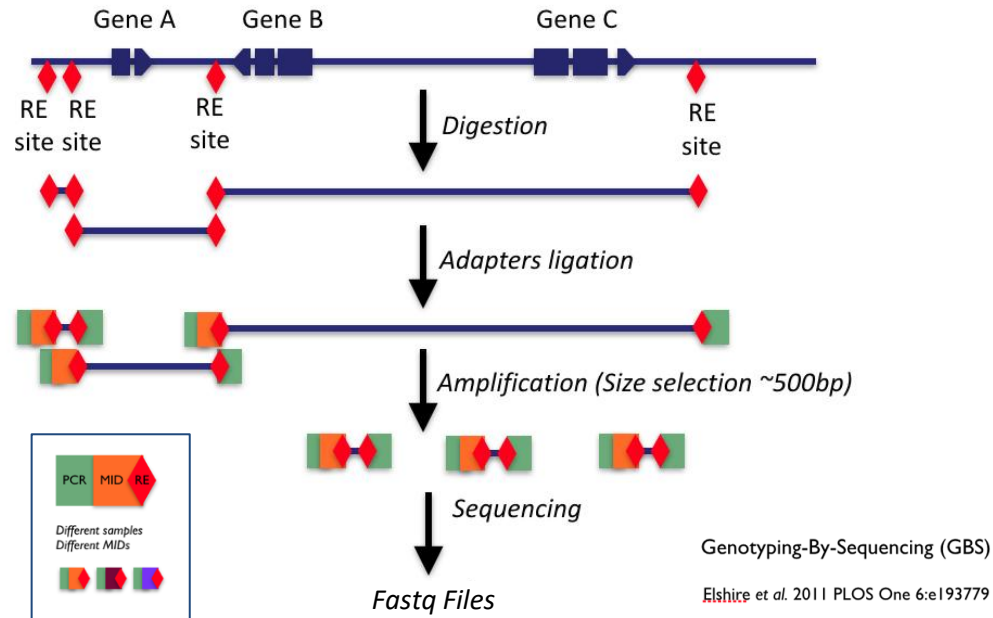 Gene A
Gene B
Gene C
RE
site
RE
site
RE
site
RE
site
Digestion
Adapters ligation
Amplification (Size selection ~500bp)
PCR
MID
RE
Different samples
Different MIDs
Sequencing
Fastq Files
Genotyping-By-Sequencing (GBS)
Elshire et al. 2011 PLOS One 6:e193779